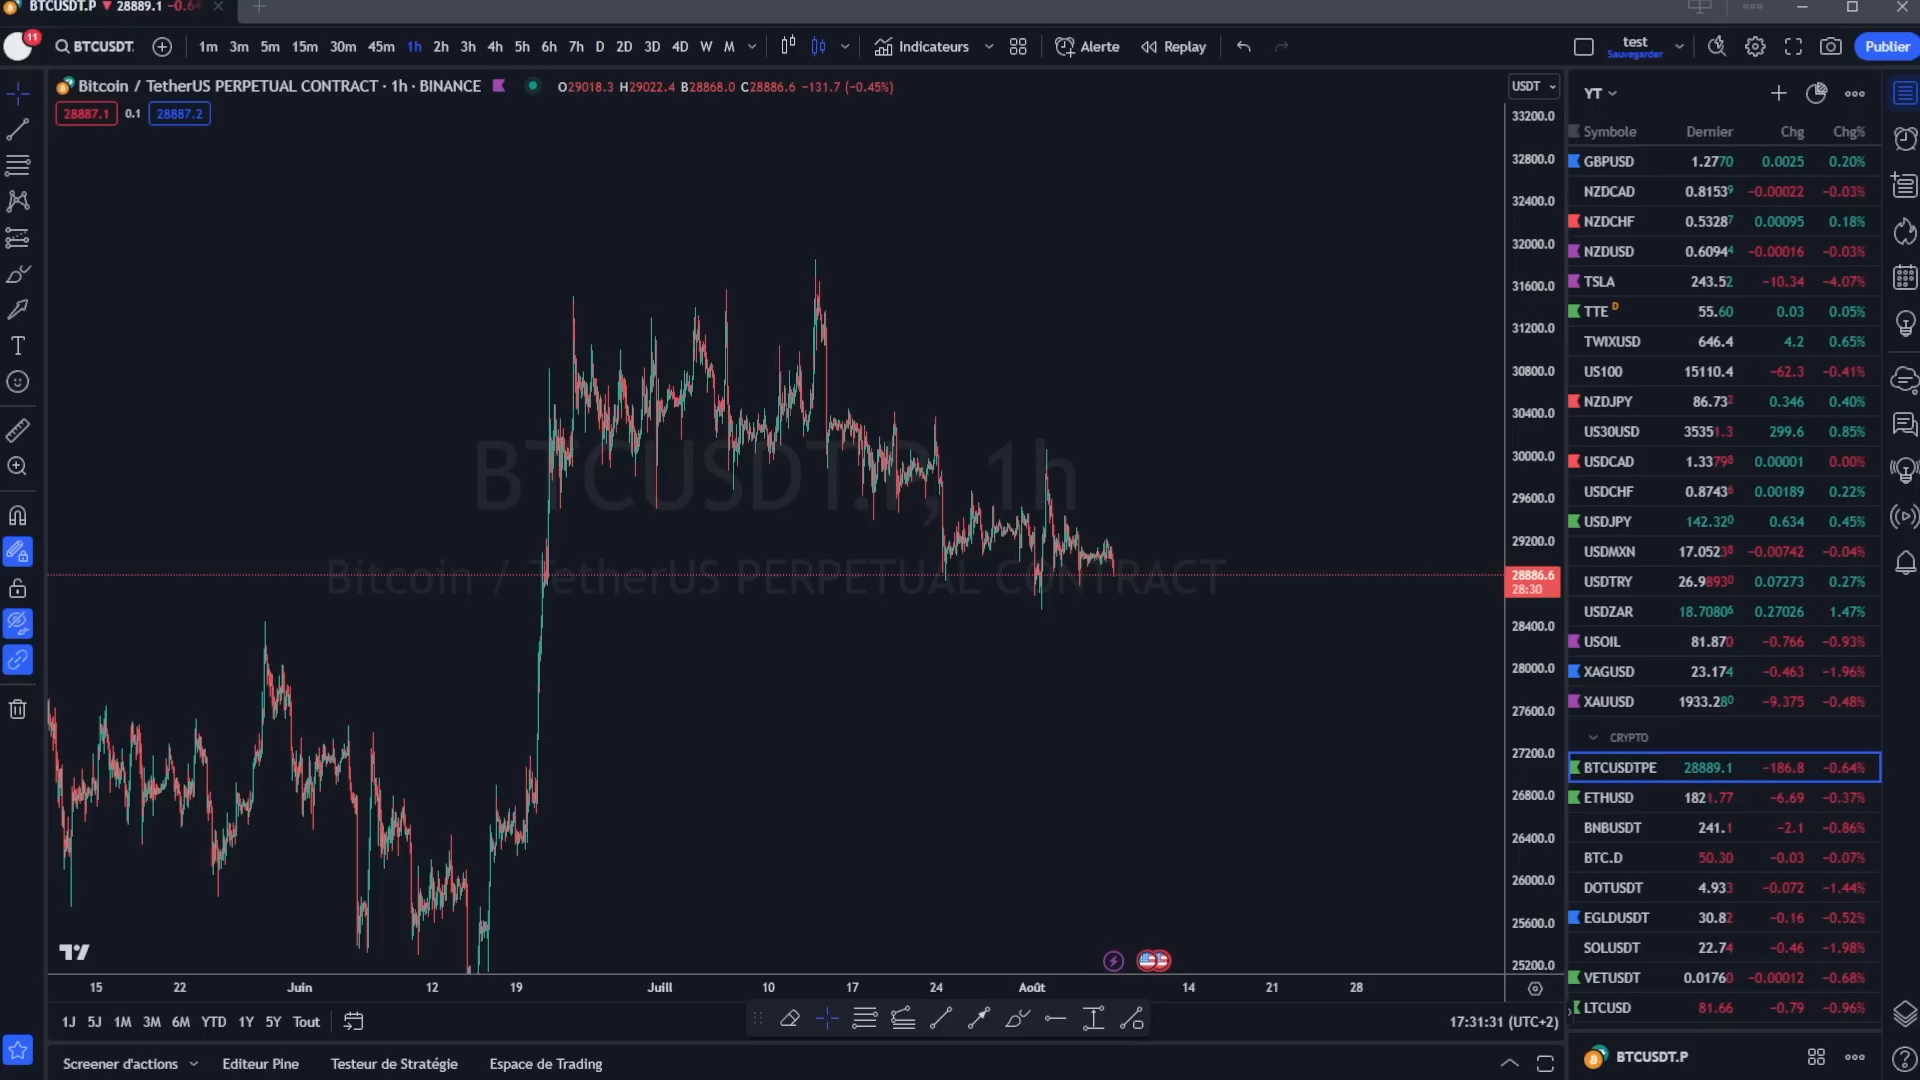 BTCUSDT.P ▼ 28889.1 −0.64
11
BTCUSDT. 1m 3m 5m 15m 30m 45m 1h 2h 3h 4h 5h 6h 7h D 2D 3D 4D W M Indicateurs Alerte Replay test Sauvegarder Publier
Bitcoin / TetherUS PERPETUAL CONTRACT · 1h · BINANCE O29018.3 H29022.4 B28868.0 C28886.6 −131.7 (−0.45%)
28887.1 0.1 28887.2
BTCUSDT.P, 1h
Bitcoin / TetherUS PERPETUAL CONTRACT
USDT
33200.0
32800.0
32400.0
32000.0
31600.0
31200.0
30800.0
30400.0
30000.0
29600.0
29200.0
28886.6
28:30
28400.0
28000.0
27600.0
27200.0
26800.0
26400.0
26000.0
25600.0
25200.0
15 22 Juin 12 19 Juill 10 17 24 Août 14 21 28
1J 5J 1M 3M 6M YTD 1Y 5Y Tout
17:31:31 (UTC+2)
Screener d'actions Editeur Pine Testeur de Stratégie Espace de Trading
YT
Symbole Dernier Chg Chg%
GBPUSD 1.2770 0.0025 0.20%
NZDCAD 0.81539 −0.00022 −0.03%
NZDCHF 0.53287 0.00095 0.18%
NZDUSD 0.60944 −0.00016 −0.03%
TSLA 243.52 −10.34 −4.07%
TTE D 55.60 0.03 0.05%
TWIXUSD 646.4 4.2 0.65%
US100 15110.4 −62.3 −0.41%
NZDJPY 86.732 0.346 0.40%
US30USD 35351.3 299.6 0.85%
USDCAD 1.33798 0.00001 0.00%
USDCHF 0.87436 0.00189 0.22%
USDJPY 142.320 0.634 0.45%
USDMXN 17.05238 −0.00742 −0.04%
USDTRY 26.98930 0.07273 0.27%
USDZAR 18.70806 0.27026 1.47%
USOIL 81.870 −0.766 −0.93%
XAGUSD 23.174 −0.463 −1.96%
XAUUSD 1933.280 −9.375 −0.48%
CRYPTO
BTCUSDTPE 28889.1 −186.8 −0.64%
ETHUSD 1821.77 −6.69 −0.37%
BNBUSDT 241.1 −2.1 −0.86%
BTC.D 50.30 −0.03 −0.07%
DOTUSDT 4.933 −0.072 −1.44%
EGLDUSDT 30.82 −0.16 −0.52%
SOLUSDT 22.74 −0.46 −1.98%
VETUSDT 0.01760 −0.00012 −0.68%
LTCUSD 81.66 −0.79 −0.96%
BTCUSDT.P